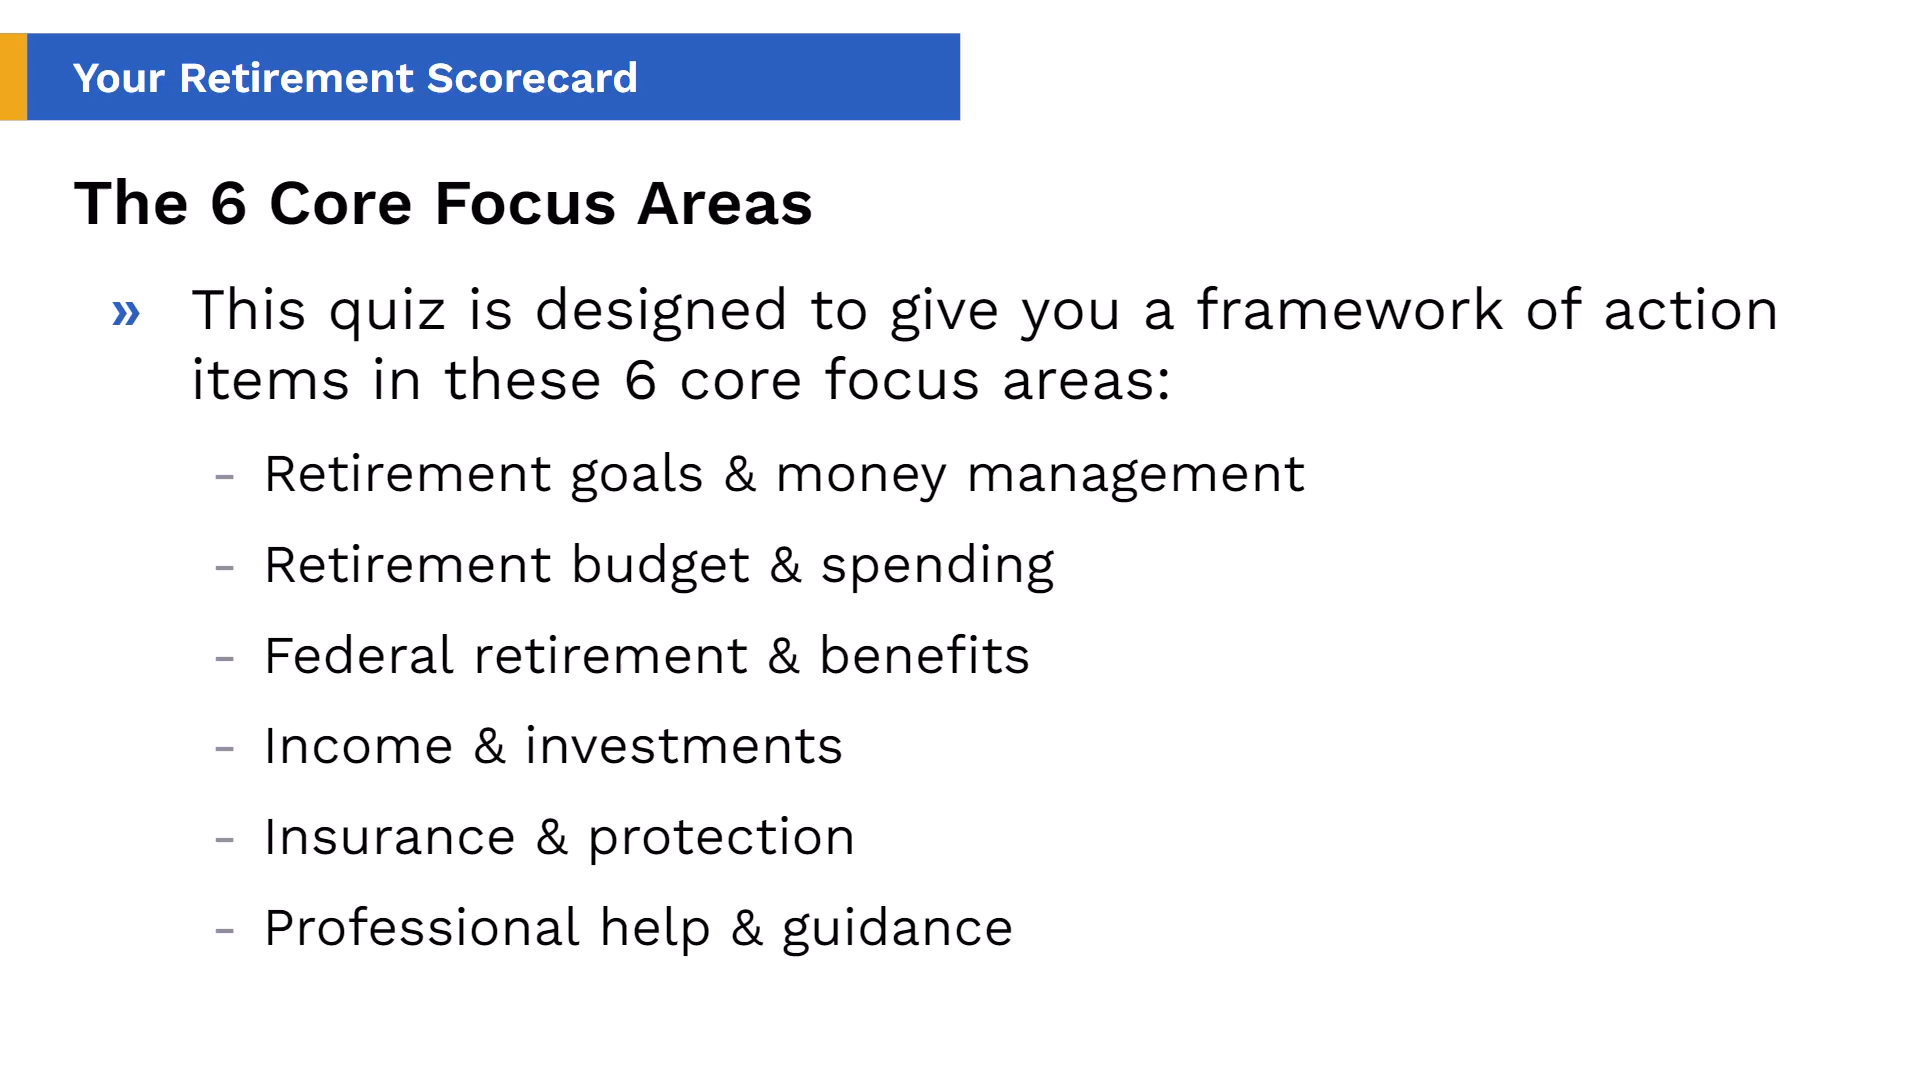 Your Retirement Scorecard
The 6 Core Focus Areas
» This quiz is designed to give you a framework of action
items in these 6 core focus areas:
- Retirement goals & money management
- Retirement budget & spending
- Federal retirement & benefits
- Income & investments
- Insurance & protection
- Professional help & guidance